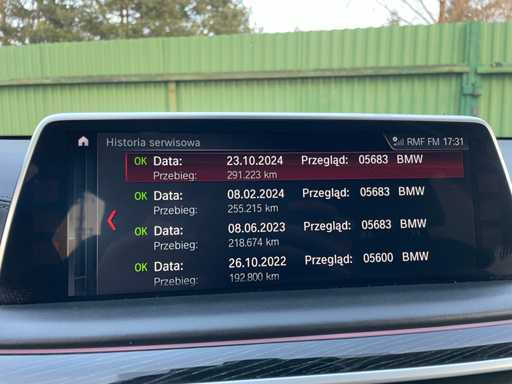 Historia serwisowa RMF FM 17:31
OK Data: 23.10.2024 Przegląd: 05683 BMW
Przebieg: 291.223 km
OK Data: 08.02.2024 Przegląd: 05683 BMW
Przebieg: 255.215 km
OK Data: 08.06.2023 Przegląd: 05683 BMW
Przebieg: 218.674 km
OK Data: 26.10.2022 Przegląd: 05600 BMW
Przebieg: 192.800 km